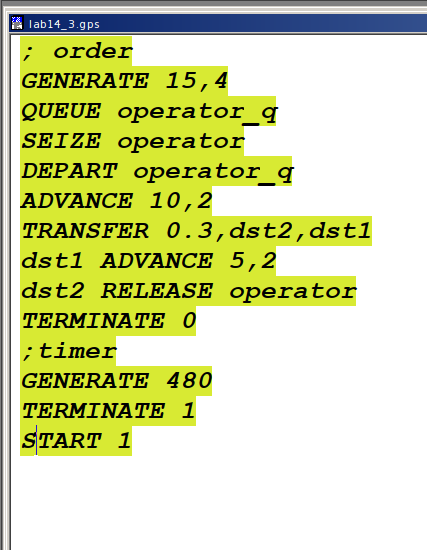 lab14_3.gps
; order
GENERATE 15,4
QUEUE operator_q
SEIZE operator
DEPART operator_q
ADVANCE 10,2
TRANSFER 0.3,dst2,dst1
dst1 ADVANCE 5,2
dst2 RELEASE operator
TERMINATE 0
;timer
GENERATE 480
TERMINATE 1
START 1